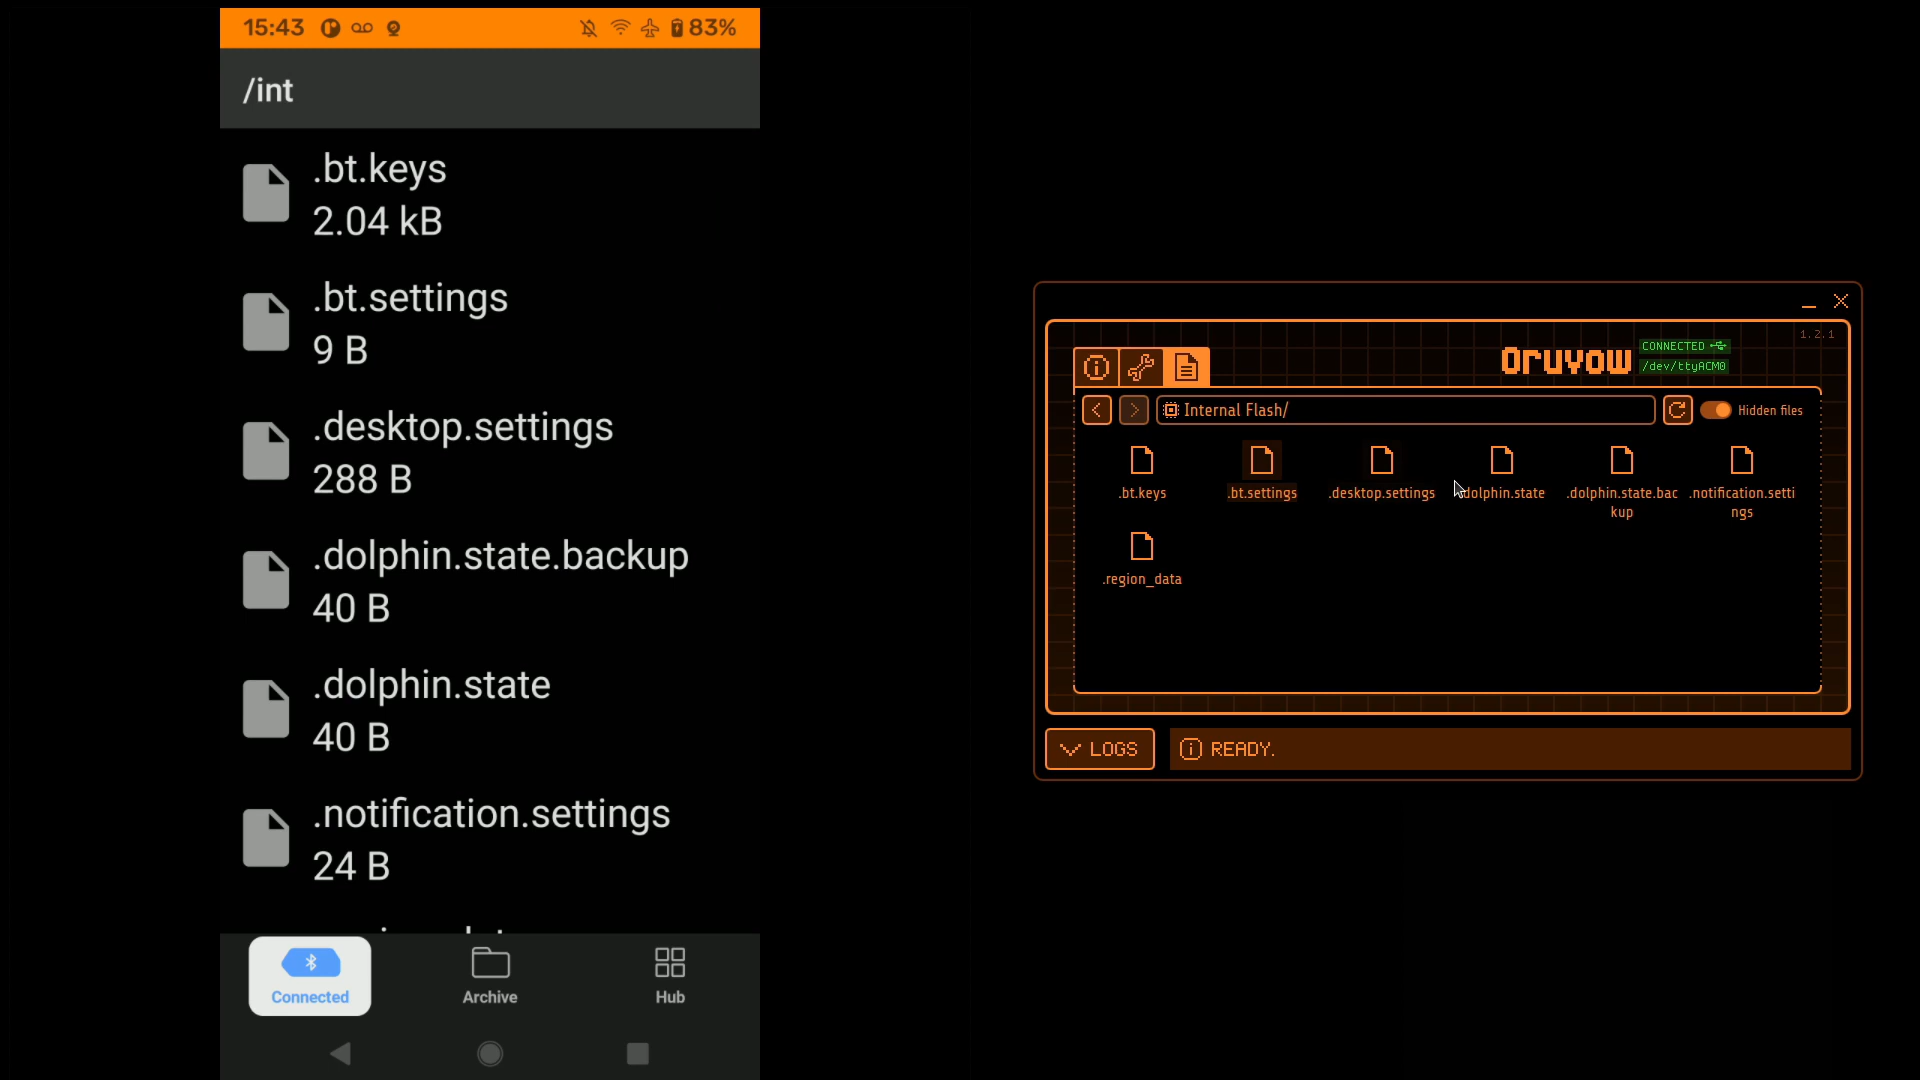 15:43
83%
/int
.bt.keys
2.04 kB
.bt.settings
9 B
.desktop.settings
288 B
.dolphin.state.backup
40 B
.dolphin.state
40 B
.notification.settings
24 B
Connected
Archive
Hub
1.2.1
Oruvow
CONNECTED
/dev/ttyACM0
Internal Flash/
Hidden files
.bt.keys
.bt.settings
.desktop.settings
dolphin.state
.dolphin.state.bac
kup
.notification.setti
ngs
.region_data
LOGS
READY.